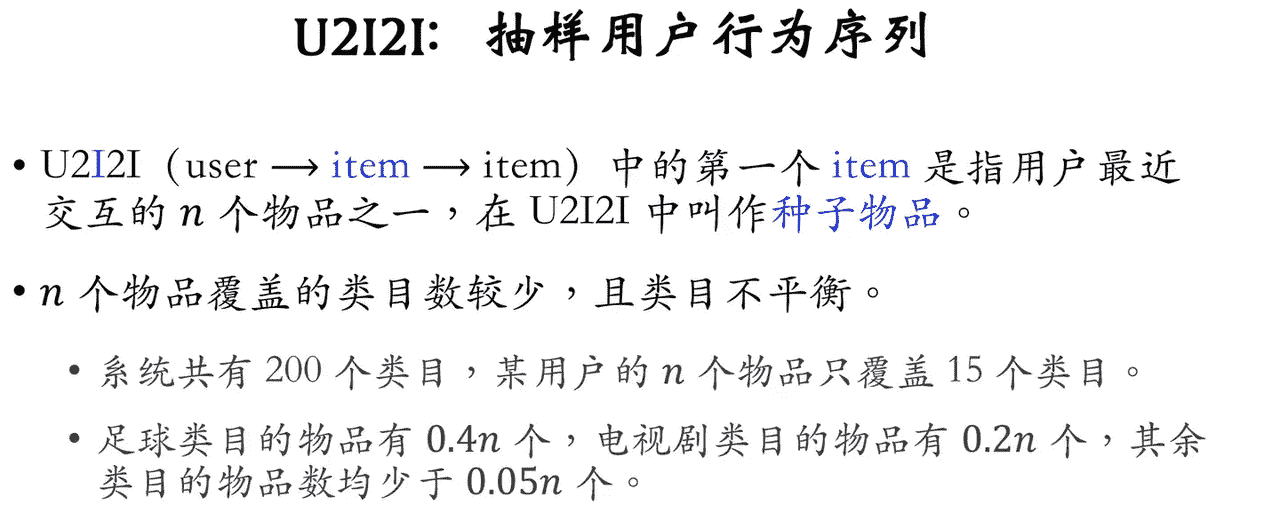 U2I2I: 抽样用户行为序列
• U2I2I（user ⟶ item ⟶ item）中的第一个 item 是指用户最近
交互的 n 个物品之一，在 U2I2I 中叫作种子物品。
• n 个物品覆盖的类目数较少，且类目不平衡。
• 系统共有 200 个类目，某用户的 n 个物品只覆盖 15 个类目。
• 足球类目的物品有 0.4n 个，电视剧类目的物品有 0.2n 个，其余
类目的物品数均少于 0.05n 个。